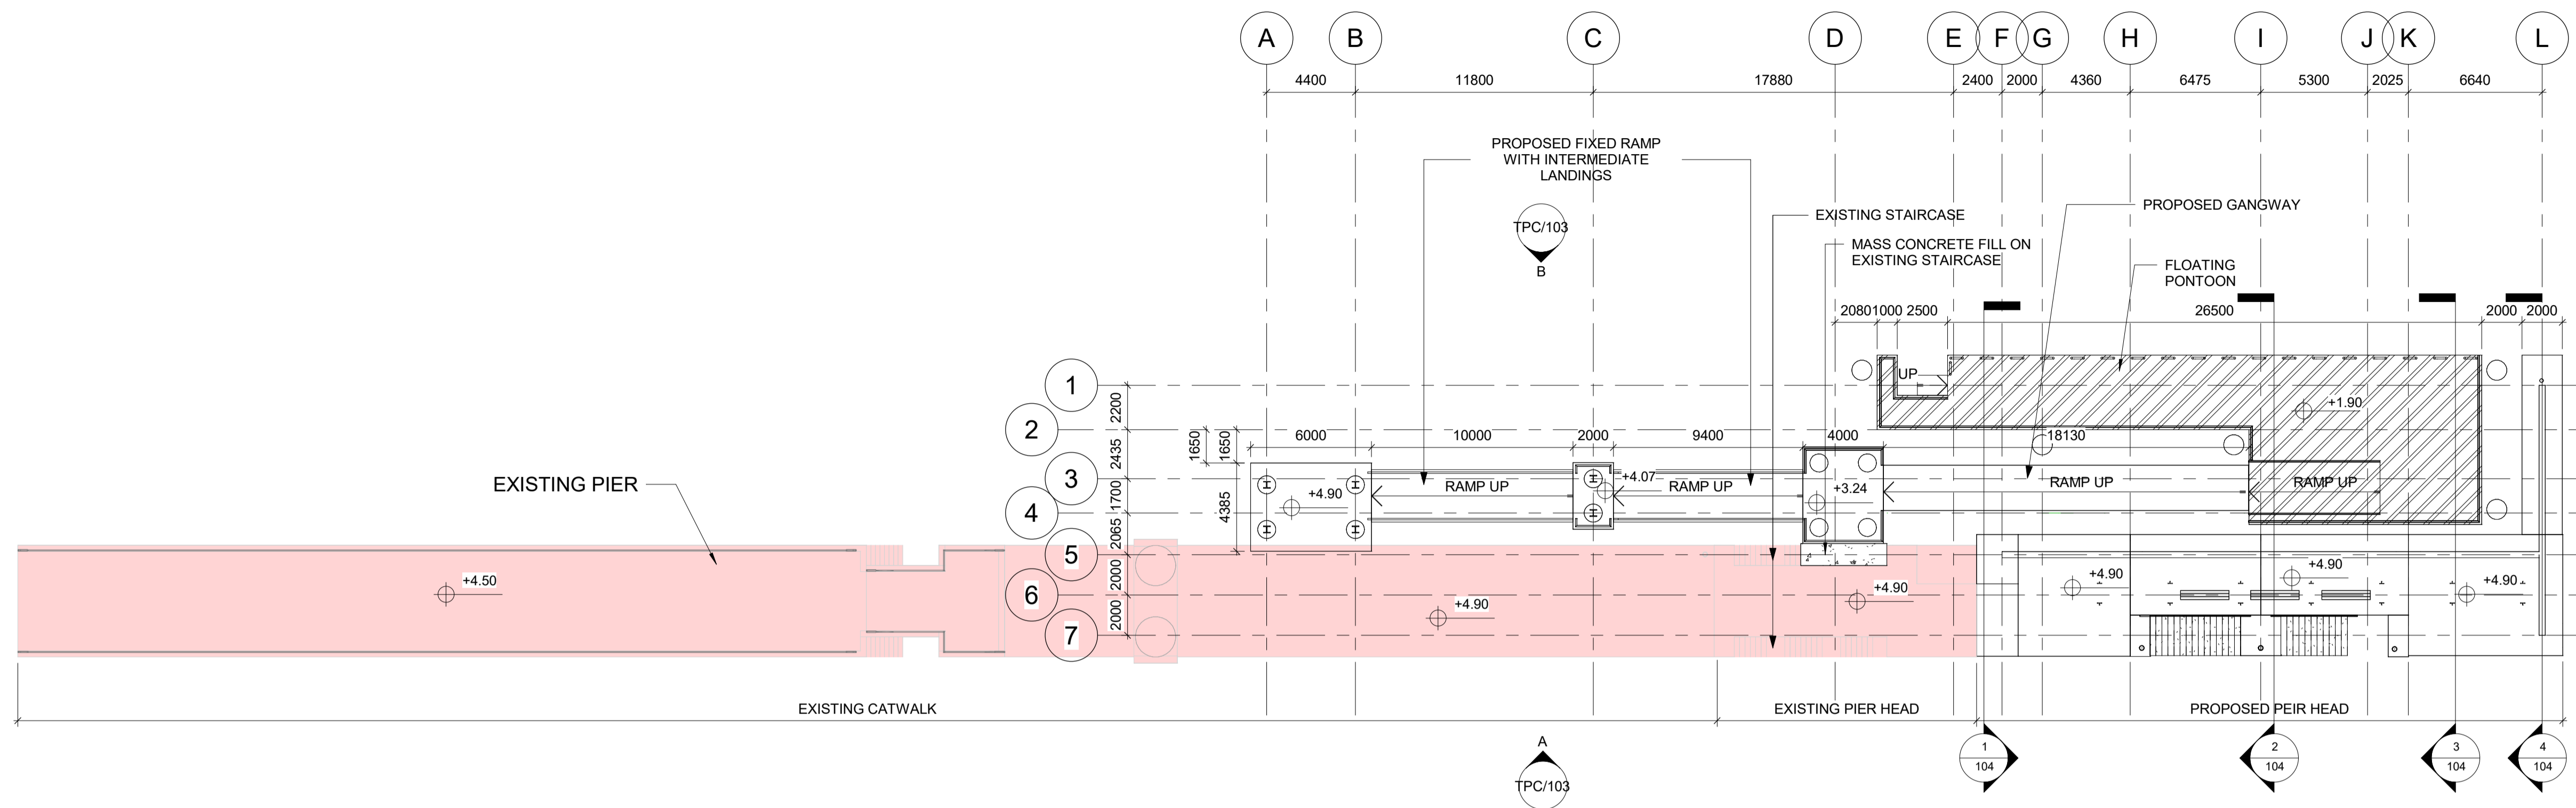 A B C D E F G H I J K L
4400 11800 17880 2400 2000 4360 6475 5300 2025 6640
PROPOSED FIXED RAMP
WITH INTERMEDIATE
LANDINGS
TPC/103
B
EXISTING STAIRCASE
MASS CONCRETE FILL ON
EXISTING STAIRCASE
PROPOSED GANGWAY
FLOATING
PONTOON
2080 1000 2500 26500 2000 2000
1
2
3
4
5
6
7
2200
2435
1700
2065
2000
2000
1650
1650
4385
6000 10000 2000 9400 4000 18130
UP
+1.90
+4.90
RAMP UP
+4.07
RAMP UP
+3.24
RAMP UP
RAMP UP
EXISTING PIER
+4.50
+4.90
+4.90
+4.90
+4.90
+4.90
EXISTING CATWALK
EXISTING PIER HEAD
PROPOSED PEIR HEAD
A
TPC/103
1
104
2
104
3
104
4
104